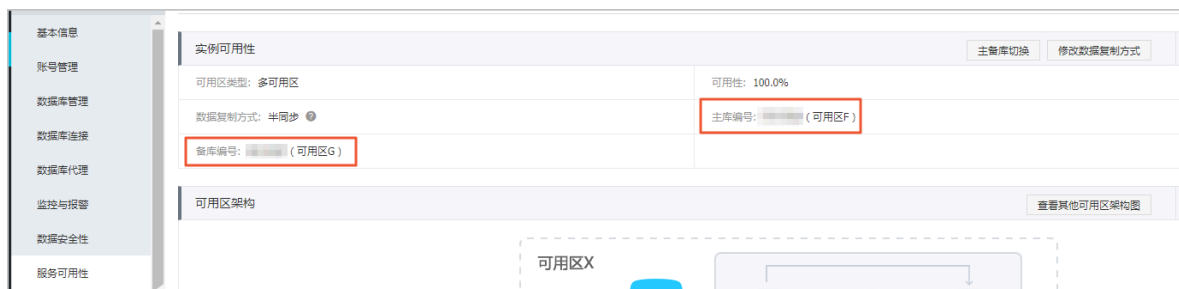 基本信息
账号管理
数据库管理
数据库连接
数据库代理
监控与报警
数据安全性
服务可用性
实例可用性
主备库切换
修改数据复制方式
可用区类型: 多可用区
可用性: 100.0%
数据复制方式: 半同步 ?
主库编号: (可用区F)
备库编号: (可用区G)
可用区架构
查看其他可用区架构图
可用区X